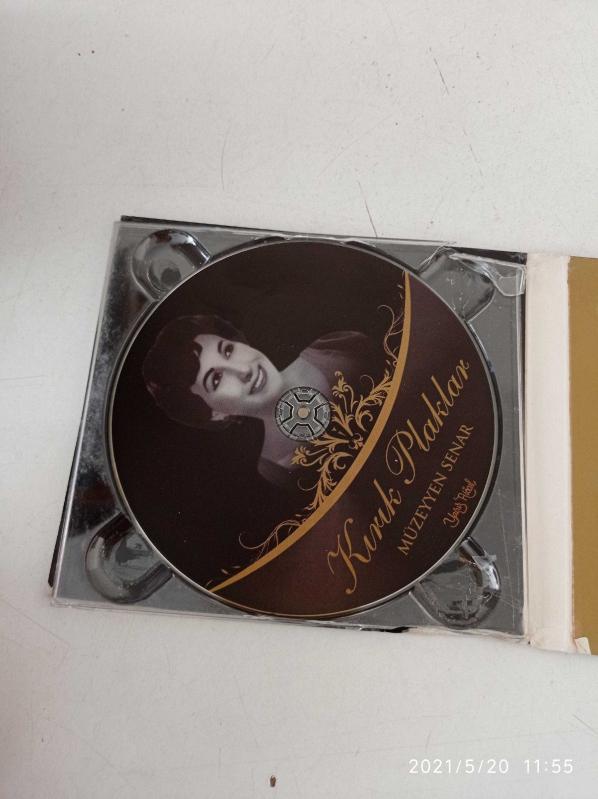 Kırık Plaklar
MÜZEYYEN SENAR
2021/5/20 11:55